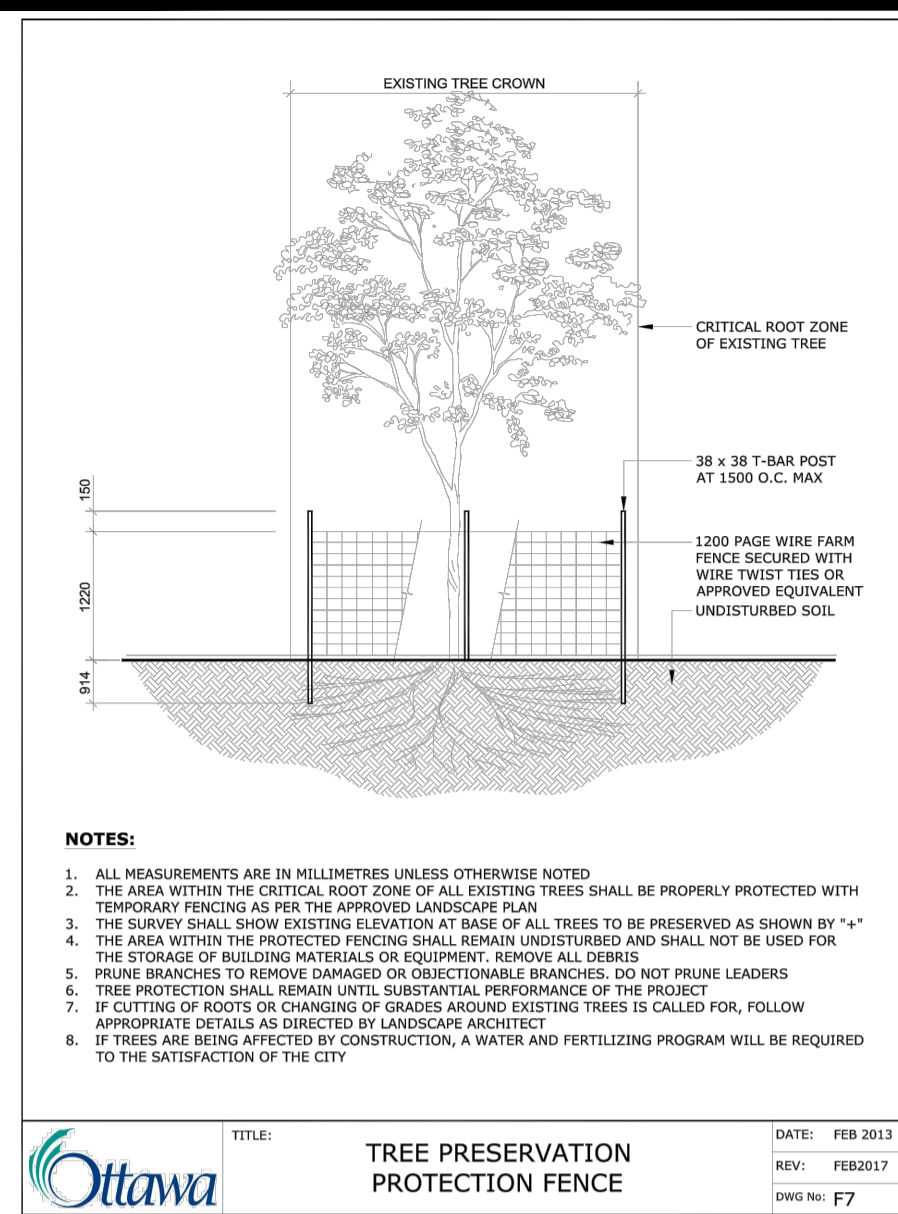 EXISTING TREE CROWN
CRITICAL ROOT ZONE
OF EXISTING TREE
38 x 38 T-BAR POST
AT 1500 O.C. MAX
150
1200 PAGE WIRE FARM
FENCE SECURED WITH
WIRE TWIST TIES OR
APPROVED EQUIVALENT
1220
UNDISTURBED SOIL
914
NOTES:
1. ALL MEASUREMENTS ARE IN MILLIMETRES UNLESS OTHERWISE NOTED
2. THE AREA WITHIN THE CRITICAL ROOT ZONE OF ALL EXISTING TREES SHALL BE PROPERLY PROTECTED WITH
TEMPORARY FENCING AS PER THE APPROVED LANDSCAPE PLAN
3. THE SURVEY SHALL SHOW EXISTING ELEVATION AT BASE OF ALL TREES TO BE PRESERVED AS SHOWN BY "+"
4. THE AREA WITHIN THE PROTECTED FENCING SHALL REMAIN UNDISTURBED AND SHALL NOT BE USED FOR
THE STORAGE OF BUILDING MATERIALS OR EQUIPMENT. REMOVE ALL DEBRIS
5. PRUNE BRANCHES TO REMOVE DAMAGED OR OBJECTIONABLE BRANCHES. DO NOT PRUNE LEADERS
6. TREE PROTECTION SHALL REMAIN UNTIL SUBSTANTIAL PERFORMANCE OF THE PROJECT
7. IF CUTTING OF ROOTS OR CHANGING OF GRADES AROUND EXISTING TREES IS CALLED FOR, FOLLOW
APPROPRIATE DETAILS AS DIRECTED BY LANDSCAPE ARCHITECT
8. IF TREES ARE BEING AFFECTED BY CONSTRUCTION, A WATER AND FERTILIZING PROGRAM WILL BE REQUIRED
TO THE SATISFACTION OF THE CITY
Ottawa
TITLE:
TREE PRESERVATION
PROTECTION FENCE
DATE: FEB 2013
REV: FEB2017
DWG No: F7